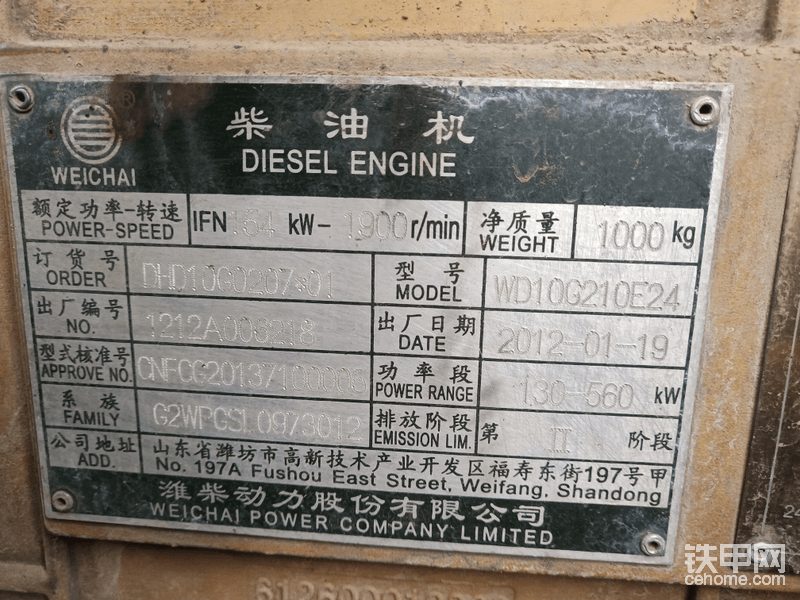 柴油机
DIESEL ENGINE
WEICHAI
额定功率-转速 IFN 154 kW- 1900 r/min 净质量 1000 kg
POWER-SPEED WEIGHT
订货号 DHD10G0207*01 型号 WD10G210E24
ORDER MODEL
出厂编号 1212A006218 出厂日期 2012-01-19
NO. DATE
型式核准号 功率段 130-560 kW
APPROVE NO. POWER RANGE
系族 排放阶段 第 II 阶段
FAMILY EMISSION LIM.
公司地址 山东省潍坊市高新技术产业开发区福寿东街197号甲
ADD. No. 197A Fushou East Street, Weifang, Shandong
潍柴动力股份有限公司
WEICHAI POWER COMPANY LIMITED
铁甲网
cehome.com